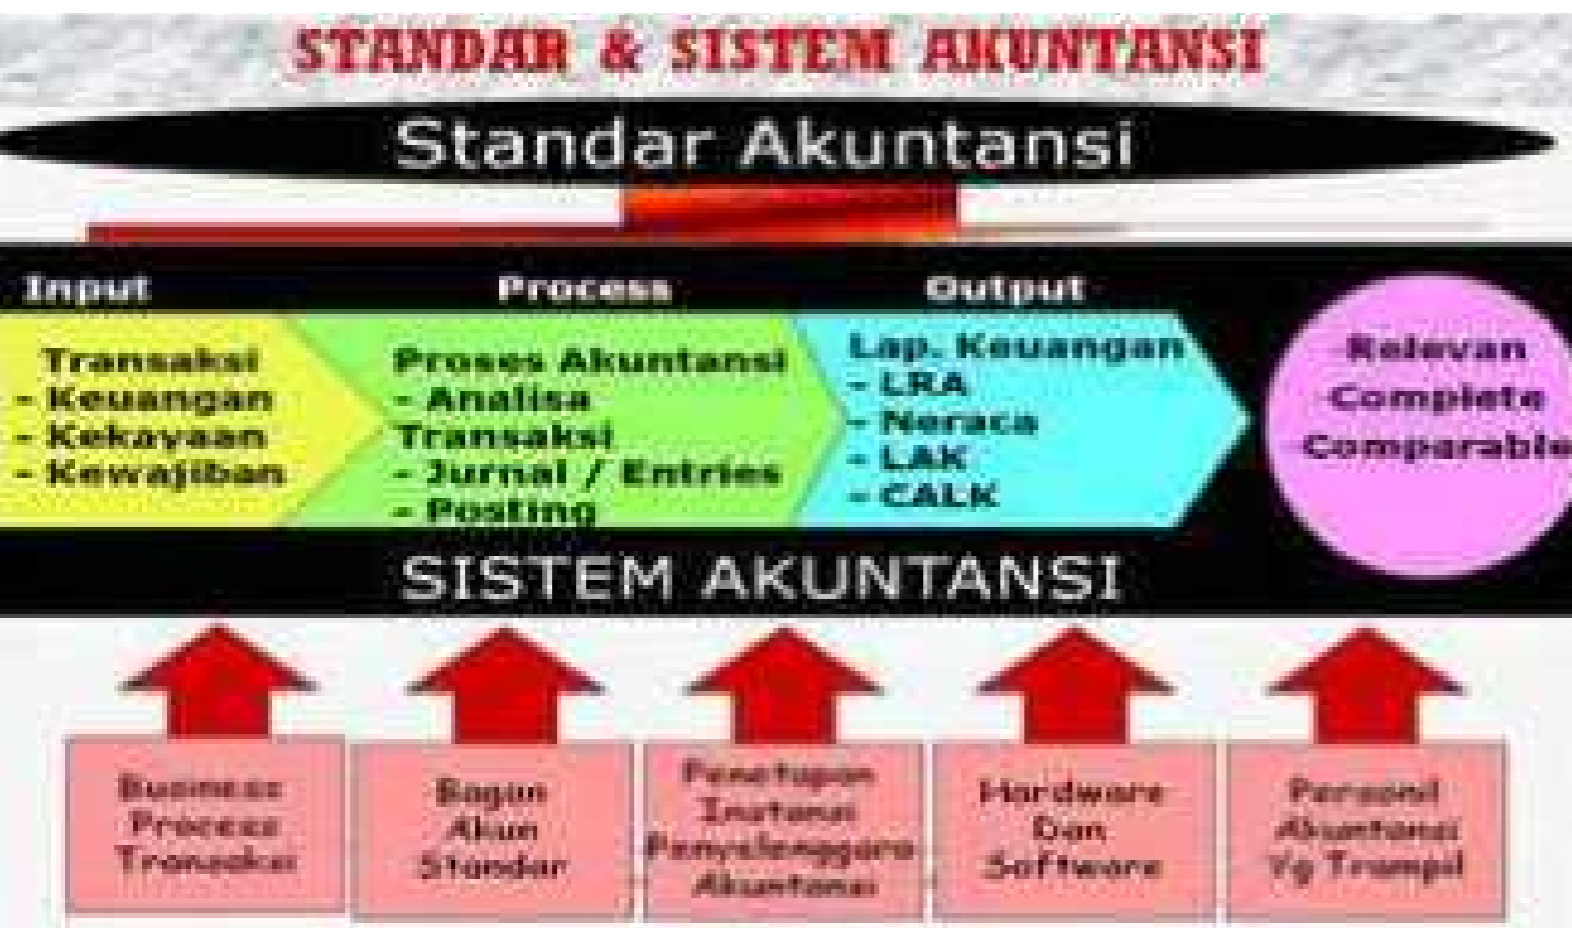 STANDAR & SISTEM AKUNTANSI
Standar Akuntansi
Input
Process
Output
Transaksi
- Keuangan
- Kekayaan
- Kewajiban
Proses Akuntansi
- Analisa
Transaksi
- Jurnal / Entries
- Posting
Lap. Keuangan
- LRA
- Neraca
- LAK
- CALK
-Relevan
-Complete
-Comparable
SISTEM AKUNTANSI
Business
Process
Transaksi
Bagan
Akun
Standar
Penetapan
Instansi
Penyelenggara
Akuntansi
Hardware
Dan
Software
Personil
Akuntansi
Yg Trampil